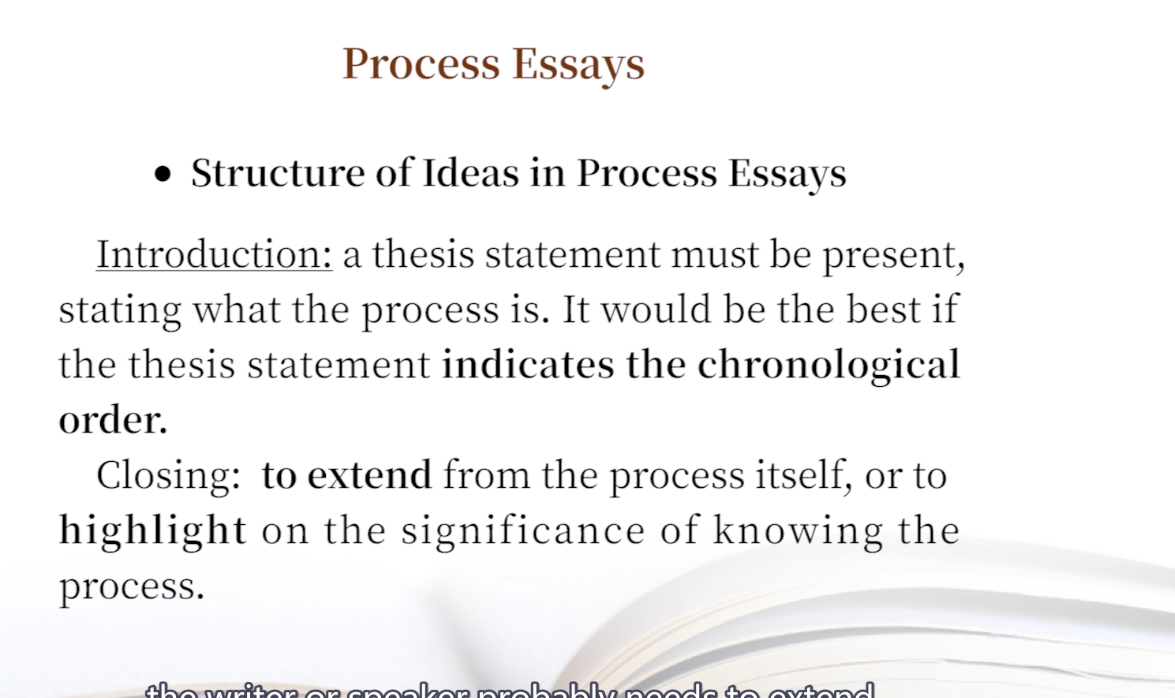 Process Essays
• Structure of Ideas in Process Essays
Introduction: a thesis statement must be present,
stating what the process is. It would be the best if
the thesis statement indicates the chronological
order.
Closing: to extend from the process itself, or to
highlight on the significance of knowing the
process.
the writer or speaker probably needs to extend